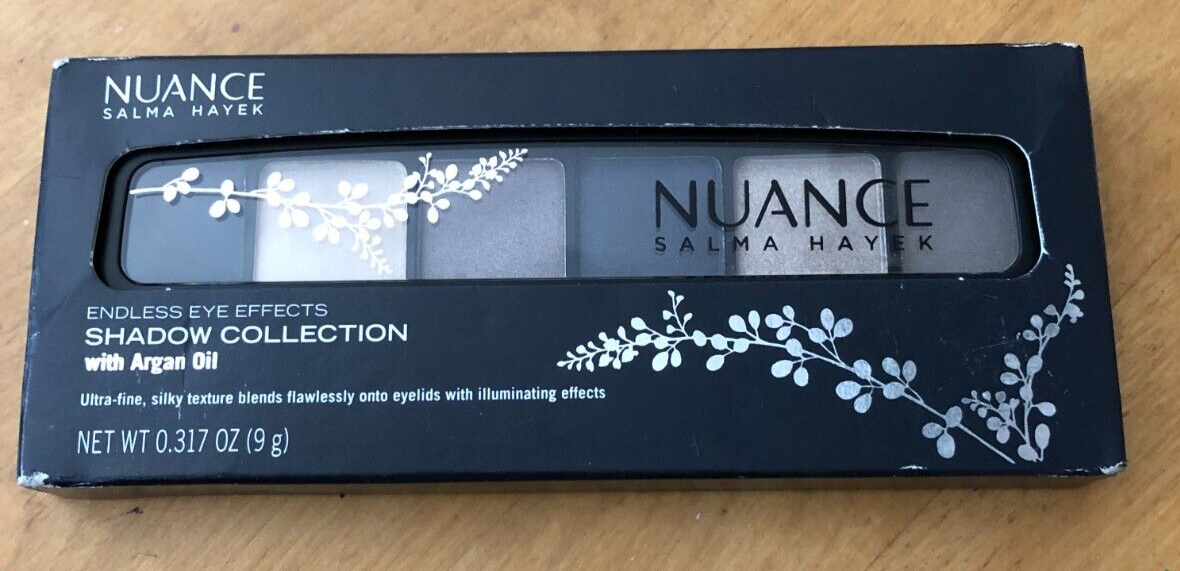 NUANCE
SALMA HAYEK
NUANCE
SALMA HAYEK
ENDLESS EYE EFFECTS
SHADOW COLLECTION
with Argan Oil
Ultra-fine, silky texture blends flawlessly onto eyelids with illuminating effects
NET WT 0.317 OZ (9 g)